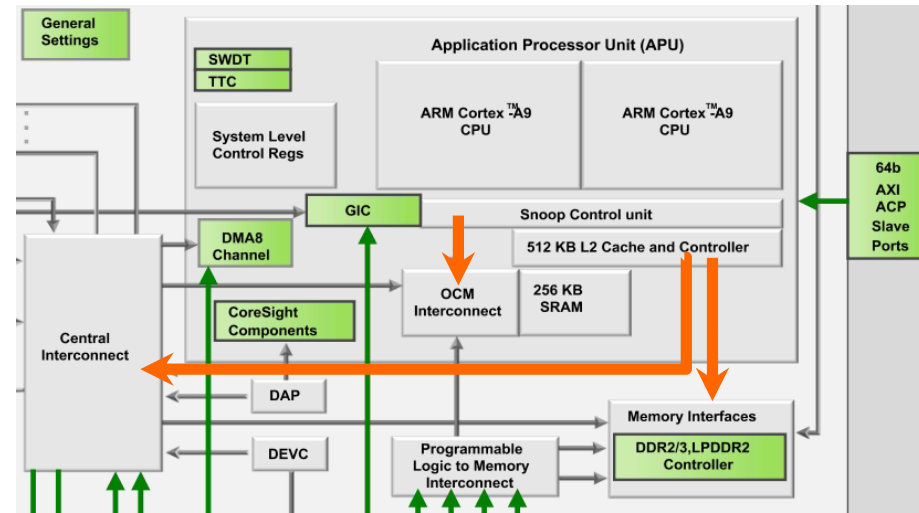 General
Settings
Application Processor Unit (APU)
SWDT
TTC
System Level
Control Regs
ARM Cortex™-A9
CPU
ARM Cortex™-A9
CPU
64b
AXI
ACP
Slave
Ports
GIC
Snoop Control unit
DMA8
Channel
512 KB L2 Cache and Controller
OCM
Interconnect
256 KB
SRAM
CoreSight
Components
Central
Interconnect
DAP
DEVC
Programmable
Logic to Memory
Interconnect
Memory Interfaces
DDR2/3,LPDDR2
Controller